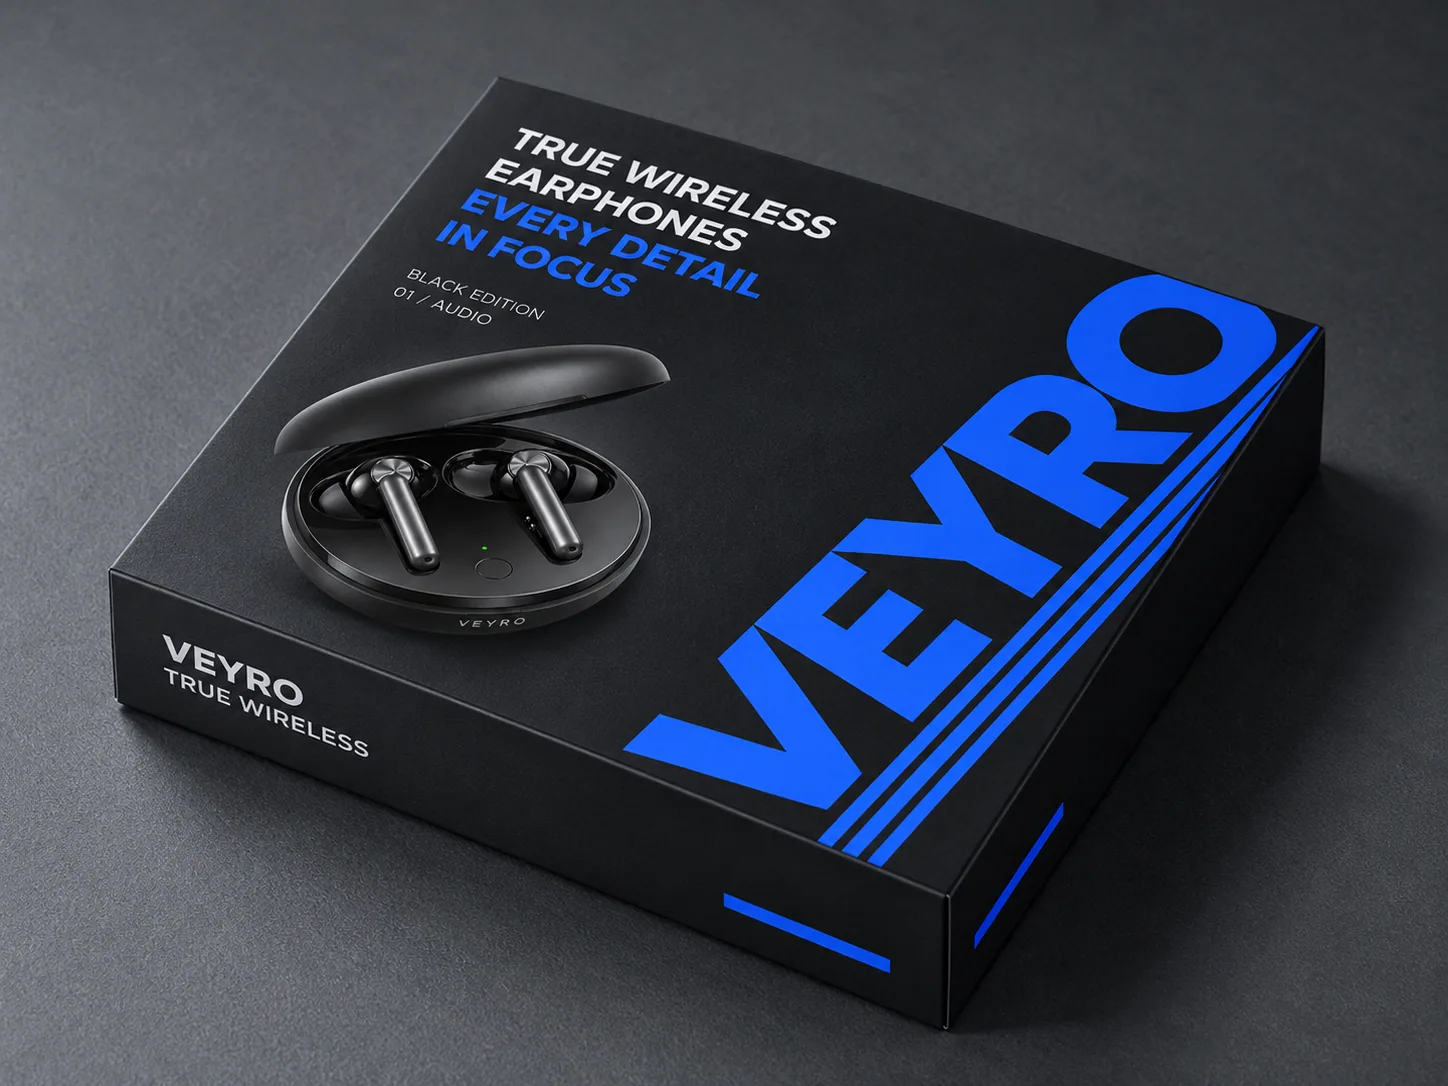 TRUE WIRELESS
EARPHONES
EVERY DETAIL
IN FOCUS
BLACK EDITION
01 / AUDIO
VEYRO
VEYRO
VEYRO
TRUE WIRELESS